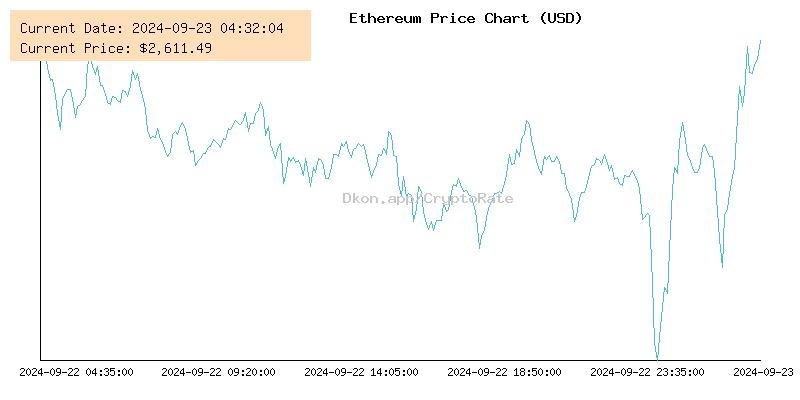 Ethereum Price Chart (USD)
Current Date: 2024-09-23 04:32:04
Current Price: $2,611.49
Dkon.app/CryptoRate
2024-09-22 04:35:00
2024-09-22 09:20:00
2024-09-22 14:05:00
2024-09-22 18:50:00
2024-09-22 23:35:00
2024-09-23